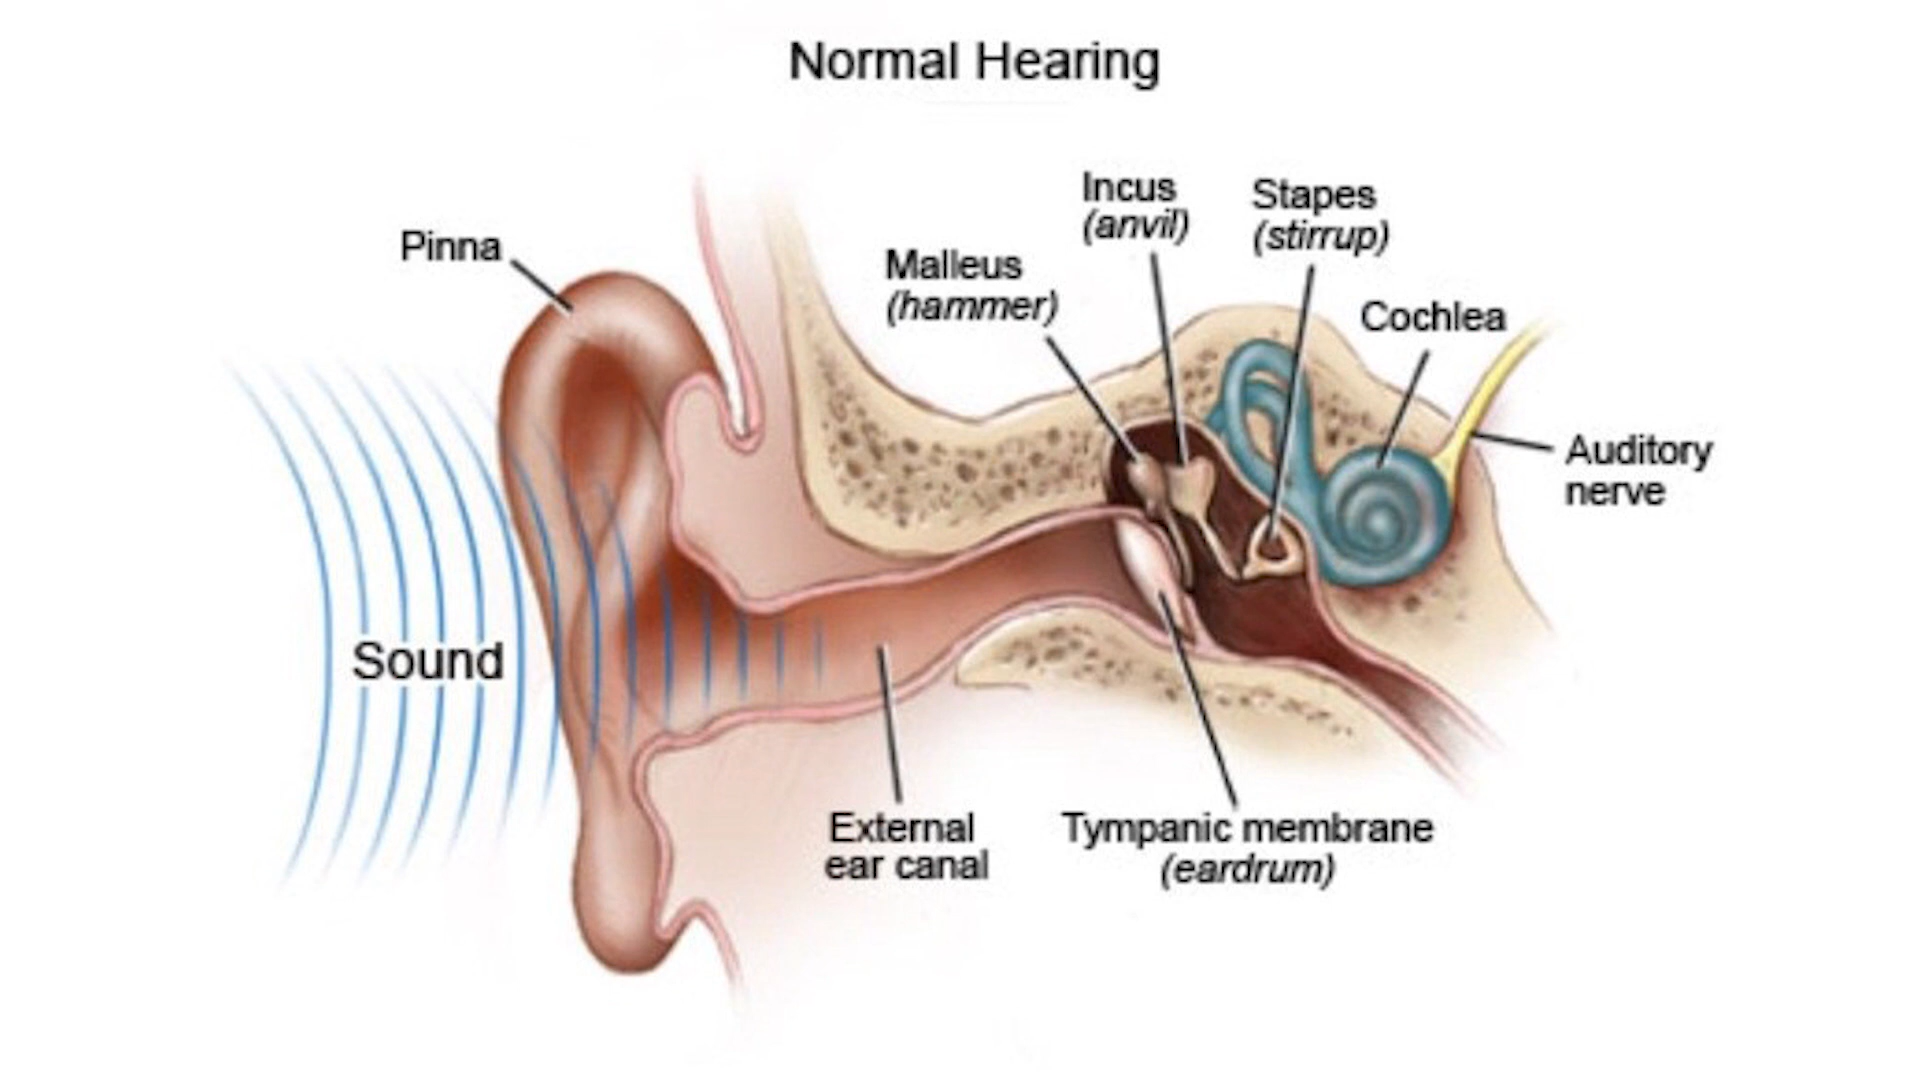 Normal Hearing
Incus
(anvil)
Stapes
(stirrup)
Pinna
Malleus
(hammer)
Cochlea
Auditory
nerve
Sound
External
ear canal
Tympanic membrane
(eardrum)